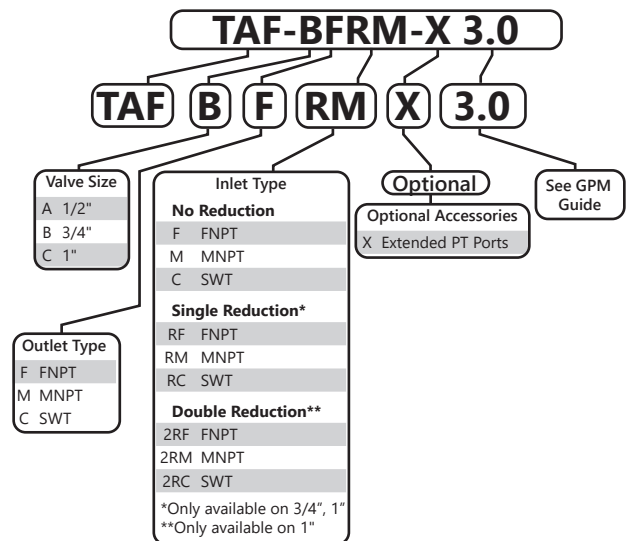 TAF-BFRM-X 3.0
TAF B F RM X 3.0
Valve Size
A 1/2"
B 3/4"
C 1"
Outlet Type
F FNPT
M MNPT
C SWT
Inlet Type
No Reduction
F FNPT
M MNPT
C SWT
Single Reduction*
RF FNPT
RM MNPT
RC SWT
Double Reduction**
2RF FNPT
2RM MNPT
2RC SWT
*Only available on 3/4", 1"
**Only available on 1"
Optional
Optional Accessories
X Extended PT Ports
See GPM
Guide